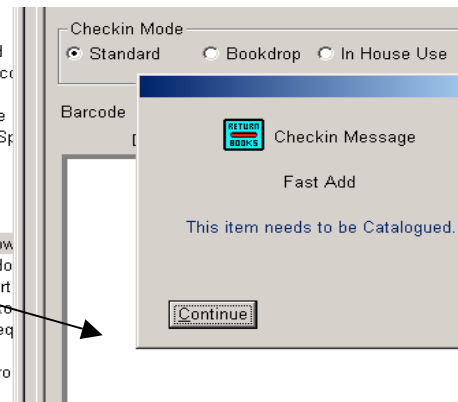 Checkin Mode
Standard Bookdrop In House Use
Barcode
RETURN
BOOKS
Checkin Message
Fast Add
This item needs to be Catalogued.
Continue